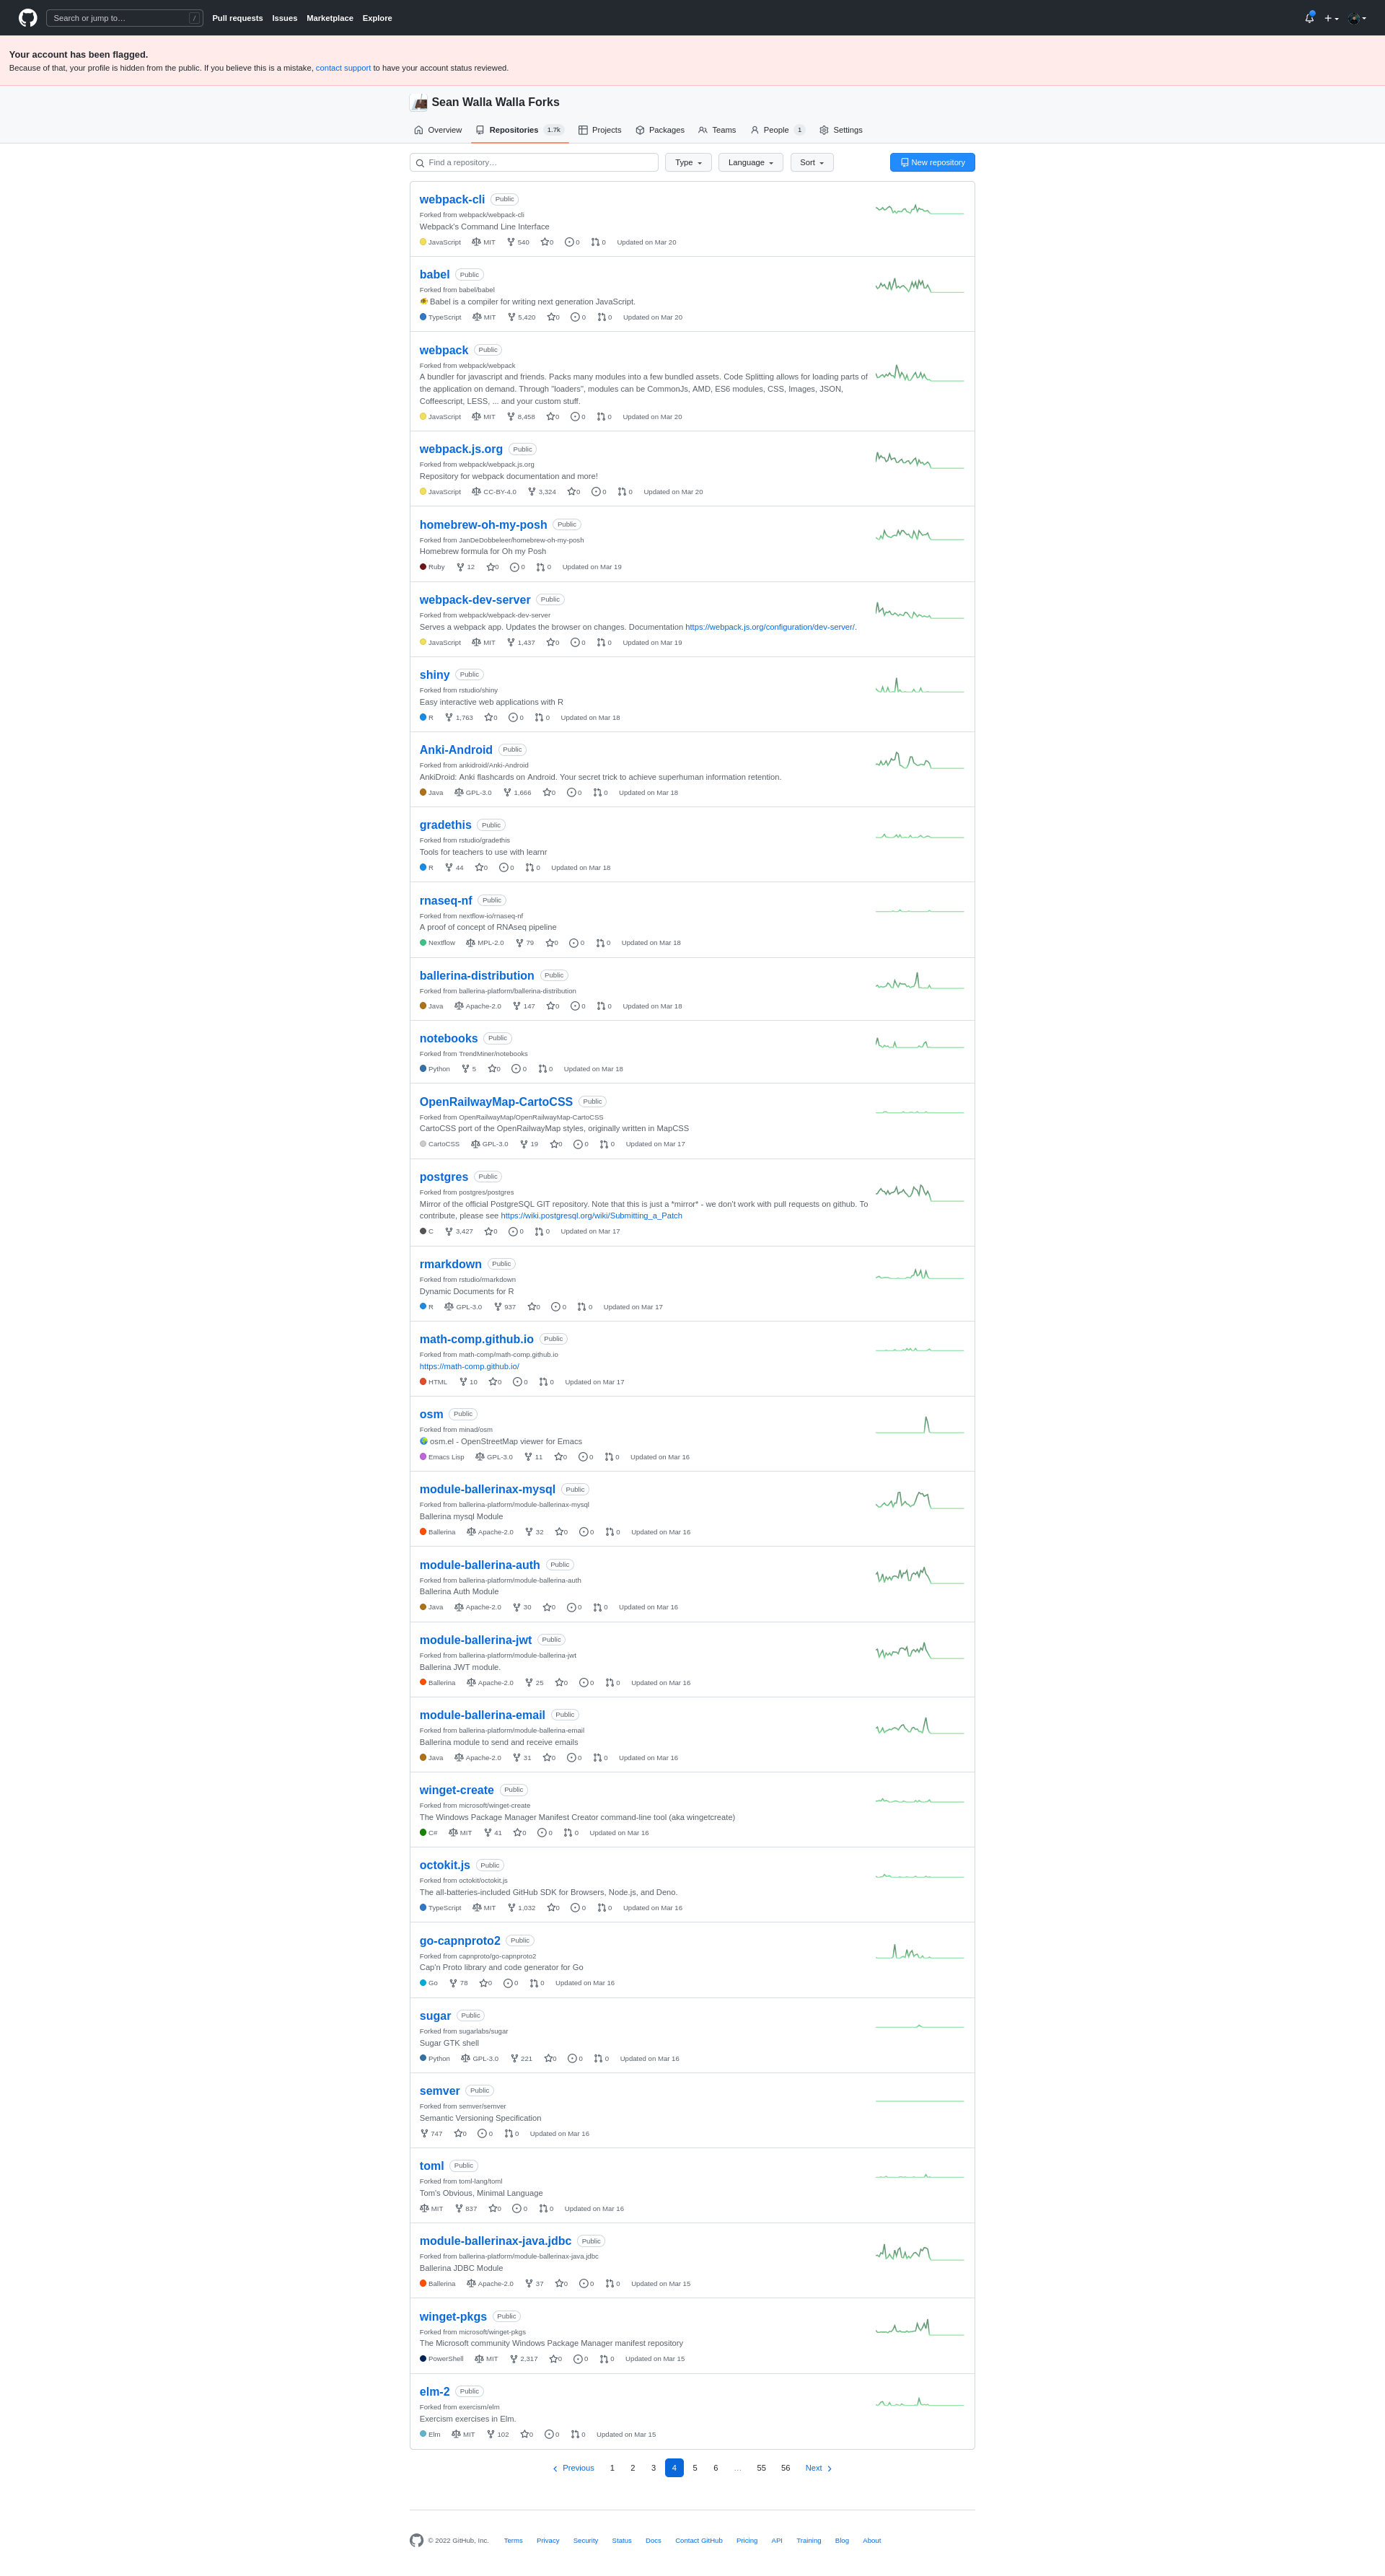 Search or jump to… /
Pull requests Issues Marketplace Explore
Your account has been flagged.
Because of that, your profile is hidden from the public. If you believe this is a mistake, contact support to have your account status reviewed.
Sean Walla Walla Forks
Overview Repositories 1.7k Projects Packages Teams People 1 Settings
Find a repository… Type Language Sort New repository
webpack-cli Public
Forked from webpack/webpack-cli
Webpack's Command Line Interface
JavaScript MIT 540 0 0 0 Updated on Mar 20
babel Public
Forked from babel/babel
🐠 Babel is a compiler for writing next generation JavaScript.
TypeScript MIT 5,420 0 0 0 Updated on Mar 20
webpack Public
Forked from webpack/webpack
A bundler for javascript and friends. Packs many modules into a few bundled assets. Code Splitting allows for loading parts of
the application on demand. Through "loaders", modules can be CommonJs, AMD, ES6 modules, CSS, Images, JSON,
Coffeescript, LESS, ... and your custom stuff.
JavaScript MIT 8,458 0 0 0 Updated on Mar 20
webpack.js.org Public
Forked from webpack/webpack.js.org
Repository for webpack documentation and more!
JavaScript CC-BY-4.0 3,324 0 0 0 Updated on Mar 20
homebrew-oh-my-posh Public
Forked from JanDeDobbeleer/homebrew-oh-my-posh
Homebrew formula for Oh my Posh
Ruby 12 0 0 0 Updated on Mar 19
webpack-dev-server Public
Forked from webpack/webpack-dev-server
Serves a webpack app. Updates the browser on changes. Documentation https://webpack.js.org/configuration/dev-server/.
JavaScript MIT 1,437 0 0 0 Updated on Mar 19
shiny Public
Forked from rstudio/shiny
Easy interactive web applications with R
R 1,763 0 0 0 Updated on Mar 18
Anki-Android Public
Forked from ankidroid/Anki-Android
AnkiDroid: Anki flashcards on Android. Your secret trick to achieve superhuman information retention.
Java GPL-3.0 1,666 0 0 0 Updated on Mar 18
gradethis Public
Forked from rstudio/gradethis
Tools for teachers to use with learnr
R 44 0 0 0 Updated on Mar 18
rnaseq-nf Public
Forked from nextflow-io/rnaseq-nf
A proof of concept of RNAseq pipeline
Nextflow MPL-2.0 79 0 0 0 Updated on Mar 18
ballerina-distribution Public
Forked from ballerina-platform/ballerina-distribution
Java Apache-2.0 147 0 0 0 Updated on Mar 18
notebooks Public
Forked from TrendMiner/notebooks
Python 5 0 0 0 Updated on Mar 18
OpenRailwayMap-CartoCSS Public
Forked from OpenRailwayMap/OpenRailwayMap-CartoCSS
CartoCSS port of the OpenRailwayMap styles, originally written in MapCSS
CartoCSS GPL-3.0 19 0 0 0 Updated on Mar 17
postgres Public
Forked from postgres/postgres
Mirror of the official PostgreSQL GIT repository. Note that this is just a *mirror* - we don't work with pull requests on github. To
contribute, please see https://wiki.postgresql.org/wiki/Submitting_a_Patch
C 3,427 0 0 0 Updated on Mar 17
rmarkdown Public
Forked from rstudio/rmarkdown
Dynamic Documents for R
R GPL-3.0 937 0 0 0 Updated on Mar 17
math-comp.github.io Public
Forked from math-comp/math-comp.github.io
https://math-comp.github.io/
HTML 10 0 0 0 Updated on Mar 17
osm Public
Forked from minad/osm
🌍 osm.el - OpenStreetMap viewer for Emacs
Emacs Lisp GPL-3.0 11 0 0 0 Updated on Mar 16
module-ballerinax-mysql Public
Forked from ballerina-platform/module-ballerinax-mysql
Ballerina mysql Module
Ballerina Apache-2.0 32 0 0 0 Updated on Mar 16
module-ballerina-auth Public
Forked from ballerina-platform/module-ballerina-auth
Ballerina Auth Module
Java Apache-2.0 30 0 0 0 Updated on Mar 16
module-ballerina-jwt Public
Forked from ballerina-platform/module-ballerina-jwt
Ballerina JWT module.
Ballerina Apache-2.0 25 0 0 0 Updated on Mar 16
module-ballerina-email Public
Forked from ballerina-platform/module-ballerina-email
Ballerina module to send and receive emails
Java Apache-2.0 31 0 0 0 Updated on Mar 16
winget-create Public
Forked from microsoft/winget-create
The Windows Package Manager Manifest Creator command-line tool (aka wingetcreate)
C# MIT 41 0 0 0 Updated on Mar 16
octokit.js Public
Forked from octokit/octokit.js
The all-batteries-included GitHub SDK for Browsers, Node.js, and Deno.
TypeScript MIT 1,032 0 0 0 Updated on Mar 16
go-capnproto2 Public
Forked from capnproto/go-capnproto2
Cap'n Proto library and code generator for Go
Go 78 0 0 0 Updated on Mar 16
sugar Public
Forked from sugarlabs/sugar
Sugar GTK shell
Python GPL-3.0 221 0 0 0 Updated on Mar 16
semver Public
Forked from semver/semver
Semantic Versioning Specification
747 0 0 0 Updated on Mar 16
toml Public
Forked from toml-lang/toml
Tom's Obvious, Minimal Language
MIT 837 0 0 0 Updated on Mar 16
module-ballerinax-java.jdbc Public
Forked from ballerina-platform/module-ballerinax-java.jdbc
Ballerina JDBC Module
Ballerina Apache-2.0 37 0 0 0 Updated on Mar 15
winget-pkgs Public
Forked from microsoft/winget-pkgs
The Microsoft community Windows Package Manager manifest repository
PowerShell MIT 2,317 0 0 0 Updated on Mar 15
elm-2 Public
Forked from exercism/elm
Exercism exercises in Elm.
Elm MIT 102 0 0 0 Updated on Mar 15
Previous 1 2 3 4 5 6 … 55 56 Next
© 2022 GitHub, Inc. Terms Privacy Security Status Docs Contact GitHub Pricing API Training Blog About